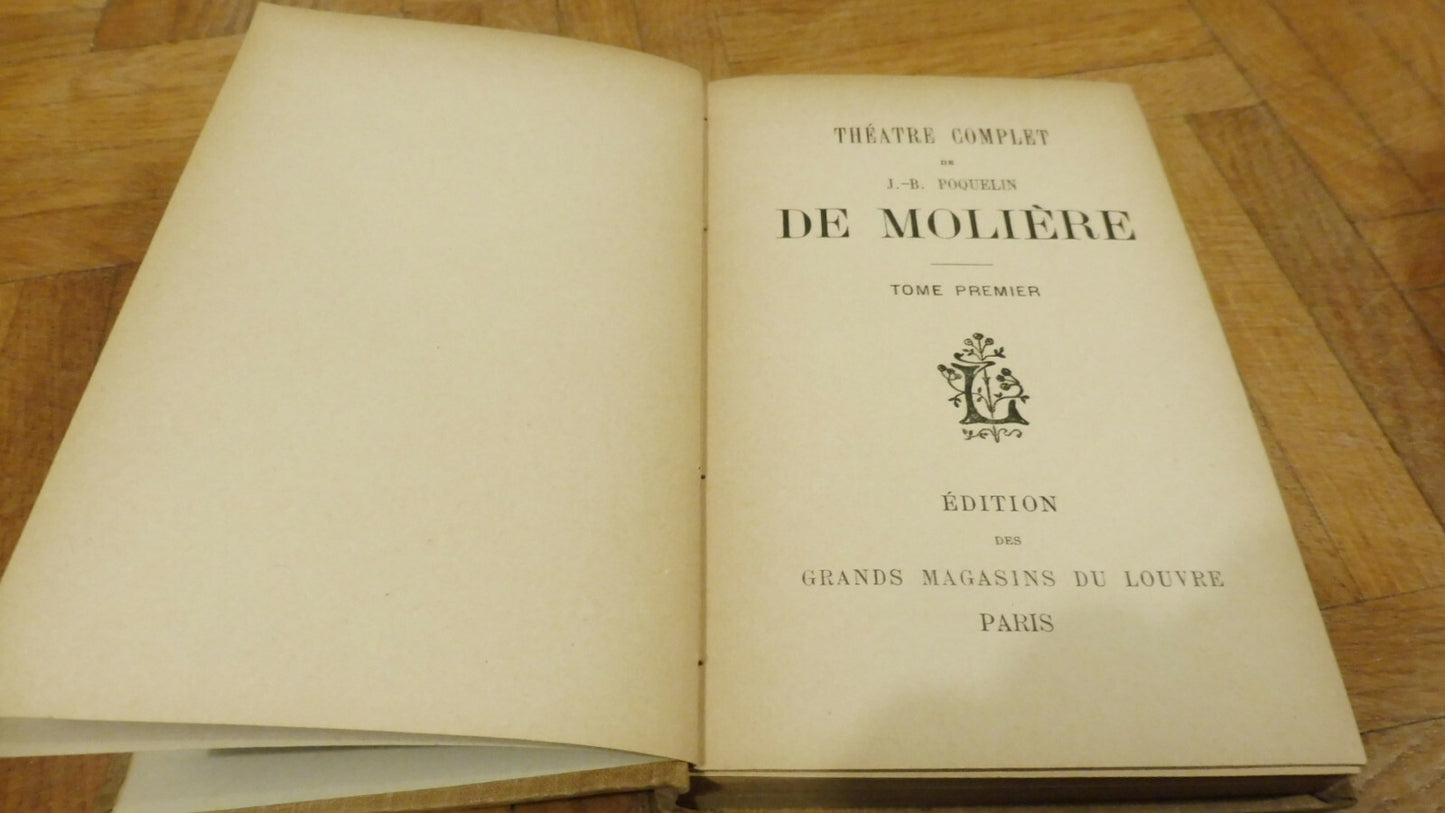 THÉATRE COMPLET
DE
J.-B. POQUELIN
DE MOLIÈRE
TOME PREMIER
L
ÉDITION
DES
GRANDS MAGASINS DU LOUVRE
PARIS